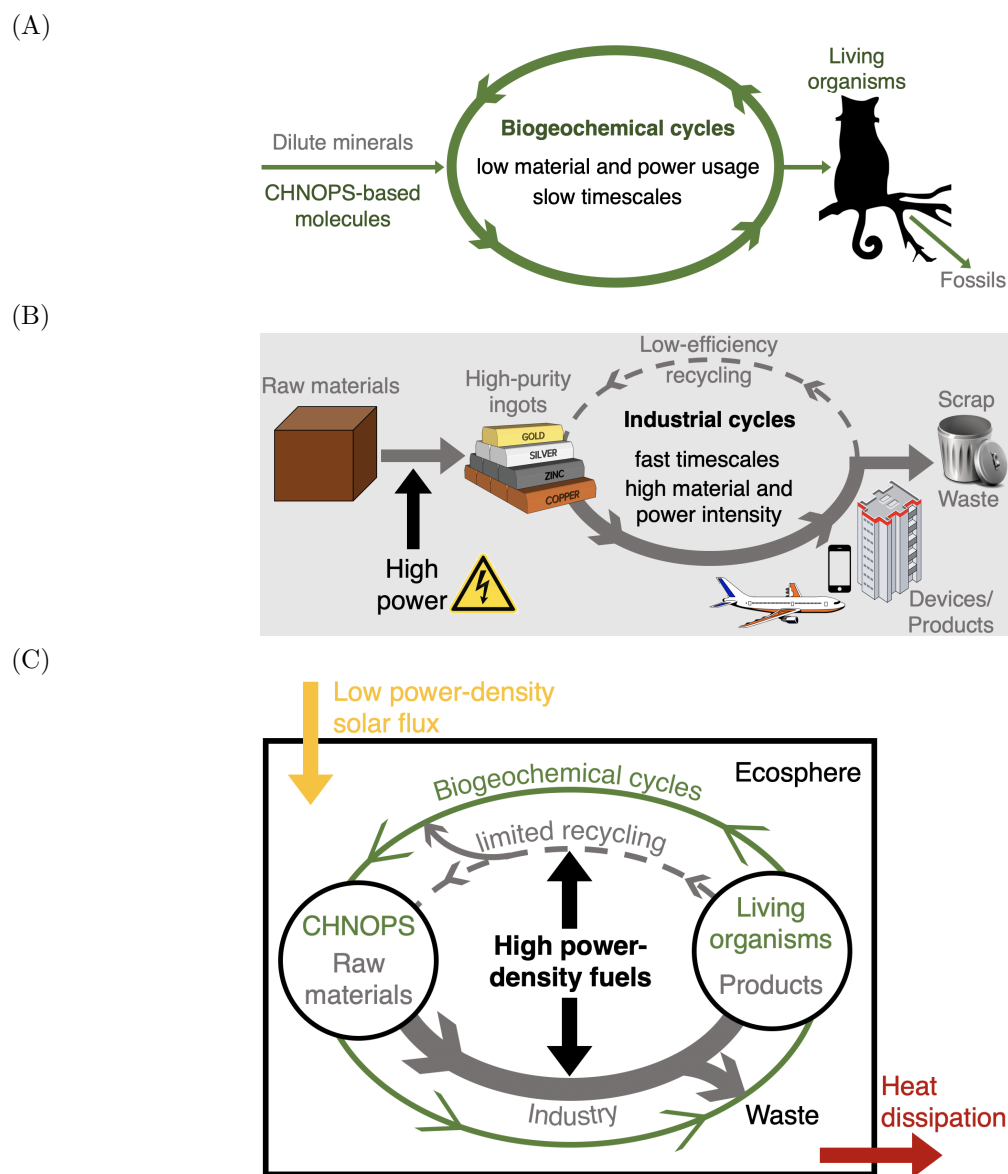 (A)
Living
organisms
Biogeochemical cycles
Dilute minerals
low material and power usage
CHNOPS-based
molecules
slow timescales
Fossils
(B)
Low-efficiency
recycling
Raw materials
High-purity
ingots
Scrap
Industrial cycles
GOLD
SILVER
ZINC
COPPER
fast timescales
high material and
power intensity
Waste
High
power
Devices/
Products
(C)
Low power-density
solar flux
Ecosphere
Biogeochemical cycles
limited recycling
CHNOPS
Raw
materials
High power-
density fuels
Living
organisms
Products
Industry
Waste
Heat
dissipation